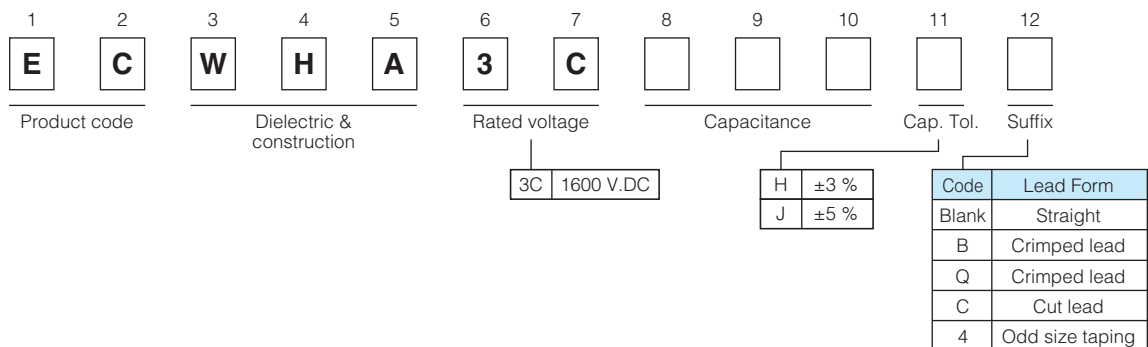 1 2 3 4 5 6 7 8 9 10 11 12
E C W H A 3 C
Product code
Dielectric &
construction
Rated voltage
Capacitance
Cap. Tol.
Suffix
3C 1600 V.DC
H ±3 %
J ±5 %
Code Lead Form
Blank Straight
B Crimped lead
Q Crimped lead
C Cut lead
4 Odd size taping